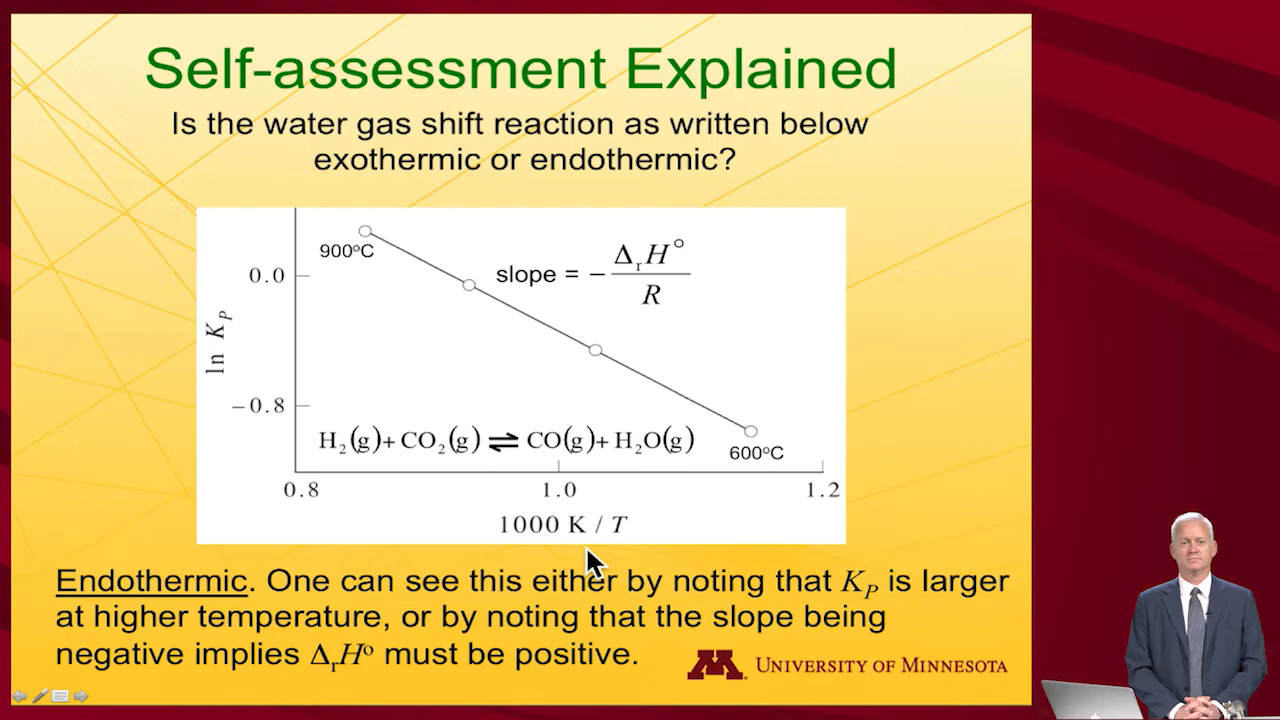 Self-assessment Explained
Is the water gas shift reaction as written below
exothermic or endothermic?
900°C
slope = − ΔrH° / R
0.0
ln K_P
−0.8
H₂(g)+ CO₂(g) ⇌ CO(g)+ H₂O(g)
600°C
0.8 1.0 1.2
1000 K / T
Endothermic. One can see this either by noting that K_P is larger
at higher temperature, or by noting that the slope being
negative implies ΔrH° must be positive.
M UNIVERSITY OF MINNESOTA